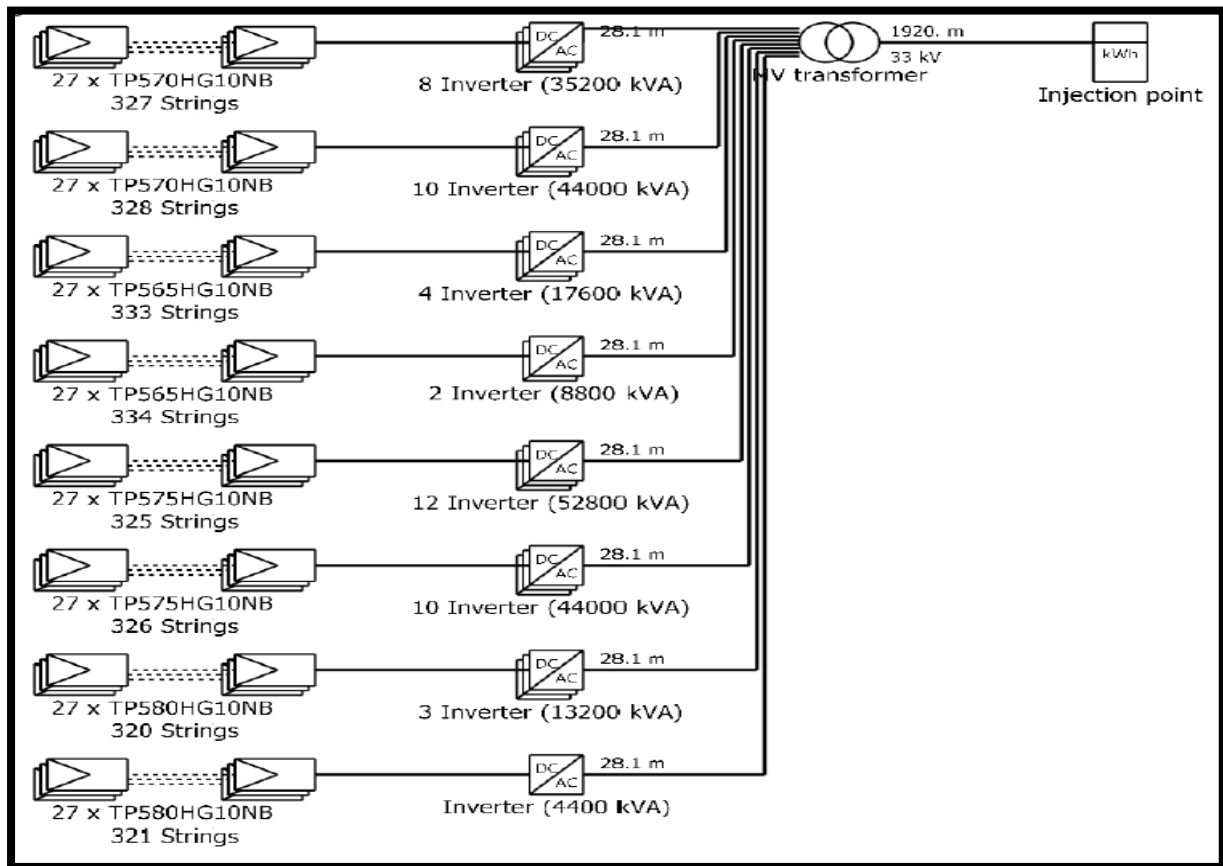 28.1 m
1920. m
DC
AC
33 kV
kWh
27 x TP570HG10NB
8 Inverter (35200 kVA)
MV transformer
Injection point
327 Strings
28.1 m
DC
AC
27 x TP570HG10NB
10 Inverter (44000 kVA)
328 Strings
28.1 m
DC
AC
27 x TP565HG10NB
4 Inverter (17600 kVA)
333 Strings
28.1 m
DC
AC
27 x TP565HG10NB
2 Inverter (8800 kVA)
334 Strings
28.1 m
DC
AC
27 x TP575HG10NB
12 Inverter (52800 kVA)
325 Strings
28.1 m
DC
AC
27 x TP575HG10NB
10 Inverter (44000 kVA)
326 Strings
28.1 m
DC
AC
27 x TP580HG10NB
3 Inverter (13200 kVA)
320 Strings
28.1 m
DC
AC
27 x TP580HG10NB
Inverter (4400 kVA)
321 Strings